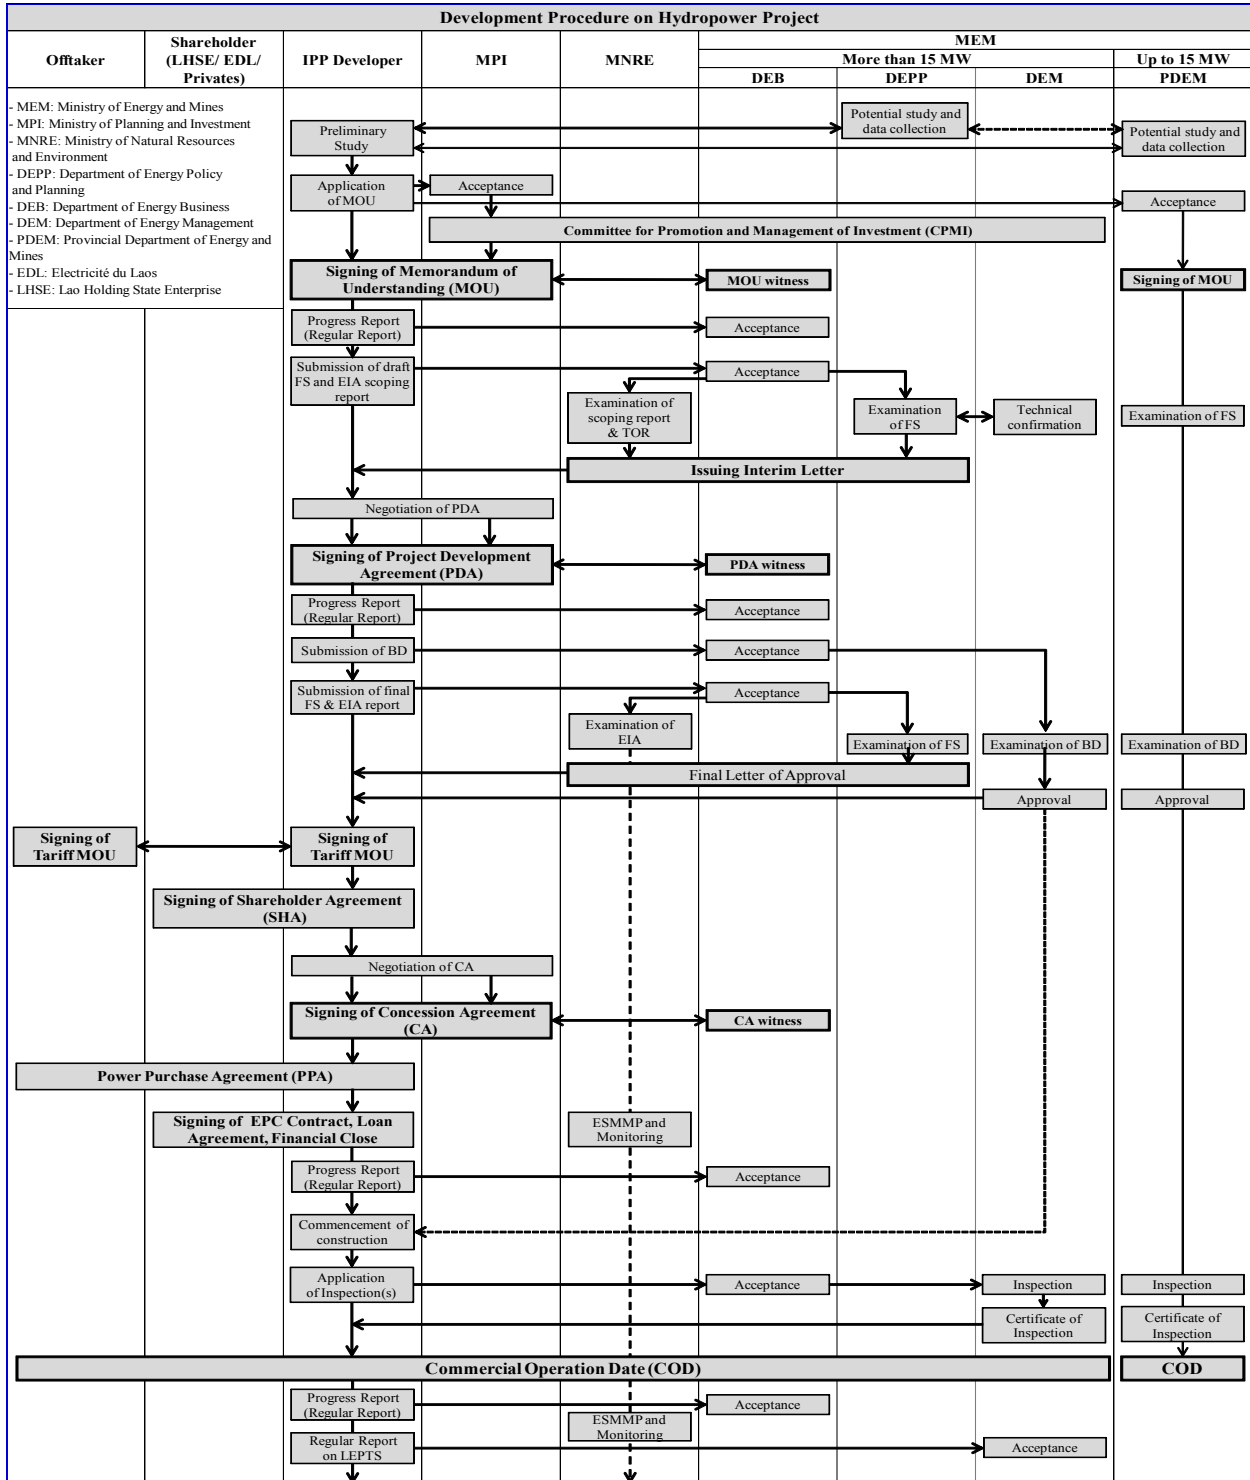 Development Procedure on Hydropower Project
Offtaker
Shareholder
(LHSE/ EDL/
Privates)
IPP Developer
MPI
MNRE
MEM
More than 15 MW
Up to 15 MW
DEB
DEPP
DEM
PDEM
- MEM: Ministry of Energy and Mines
- MPI: Ministry of Planning and Investment
- MNRE: Ministry of Natural Resources
and Environment
- DEPP: Department of Energy Policy
and Planning
- DEB: Department of Energy Business
- DEM: Department of Energy Management
- PDEM: Provincial Department of Energy and
Mines
- EDL: Electricité du Laos
- LHSE: Lao Holding State Enterprise
Preliminary
Study
Potential study and
data collection
Potential study and
data collection
Application
of MOU
Acceptance
Acceptance
Committee for Promotion and Management of Investment (CPMI)
Signing of Memorandum of
Understanding (MOU)
MOU witness
Signing of MOU
Progress Report
(Regular Report)
Acceptance
Submission of draft
FS and EIA scoping
report
Acceptance
Examination of
scoping report
& TOR
Examination
of FS
Technical
confirmation
Examination of FS
Issuing Interim Letter
Negotiation of PDA
Signing of Project Development
Agreement (PDA)
PDA witness
Progress Report
(Regular Report)
Acceptance
Submission of BD
Acceptance
Submission of final
FS & EIA report
Acceptance
Examination of
EIA
Examination of FS
Examination of BD
Examination of BD
Final Letter of Approval
Approval
Approval
Signing of
Tariff MOU
Signing of
Tariff MOU
Signing of Shareholder Agreement
(SHA)
Negotiation of CA
Signing of Concession Agreement
(CA)
CA witness
Power Purchase Agreement (PPA)
Signing of EPC Contract, Loan
Agreement, Financial Close
ESMMP and
Monitoring
Progress Report
(Regular Report)
Acceptance
Commencement of
construction
Application
of Inspection(s)
Acceptance
Inspection
Inspection
Certificate of
Inspection
Certificate of
Inspection
Commercial Operation Date (COD)
COD
Progress Report
(Regular Report)
Acceptance
ESMMP and
Monitoring
Regular Report
on LEPTS
Acceptance